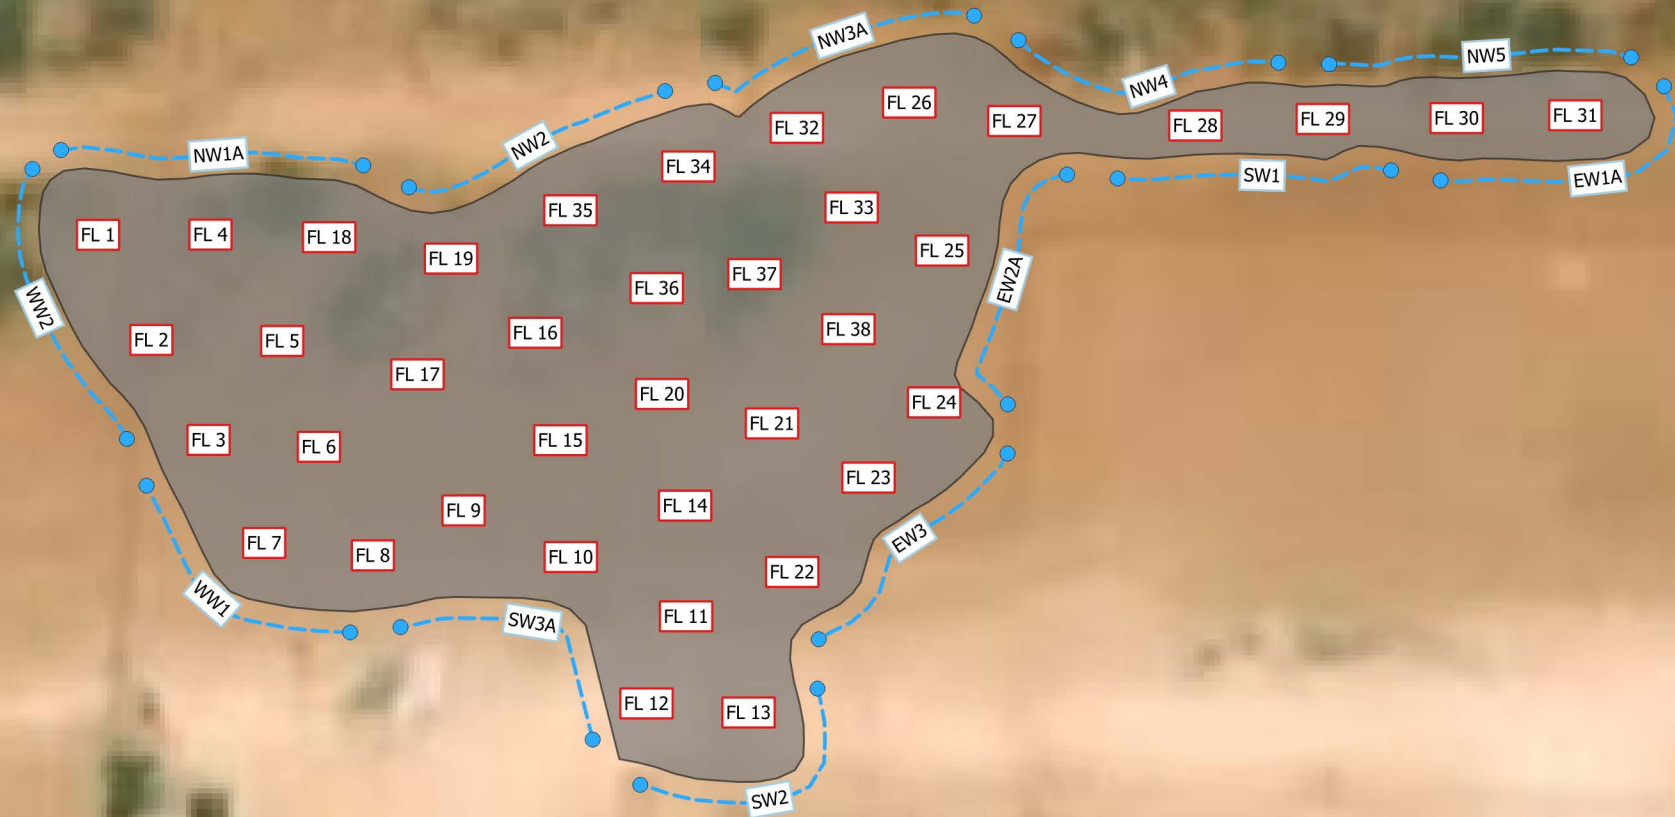 NW3A
NW5
NW4
FL 26
FL 32
FL 27
FL 28
FL 29
FL 30
FL 31
NW2
NW1A
FL 34
SW1
EW1A
FL 35
FL 33
FL 1
FL 4
FL 18
FL 19
FL 25
EW2A
FL 36
FL 37
WW2
FL 2
FL 5
FL 16
FL 38
FL 17
FL 20
FL 24
FL 21
FL 3
FL 6
FL 15
FL 23
FL 9
FL 14
EW3
FL 7
FL 8
FL 10
FL 22
WW1
SW3A
FL 11
FL 12
FL 13
SW2